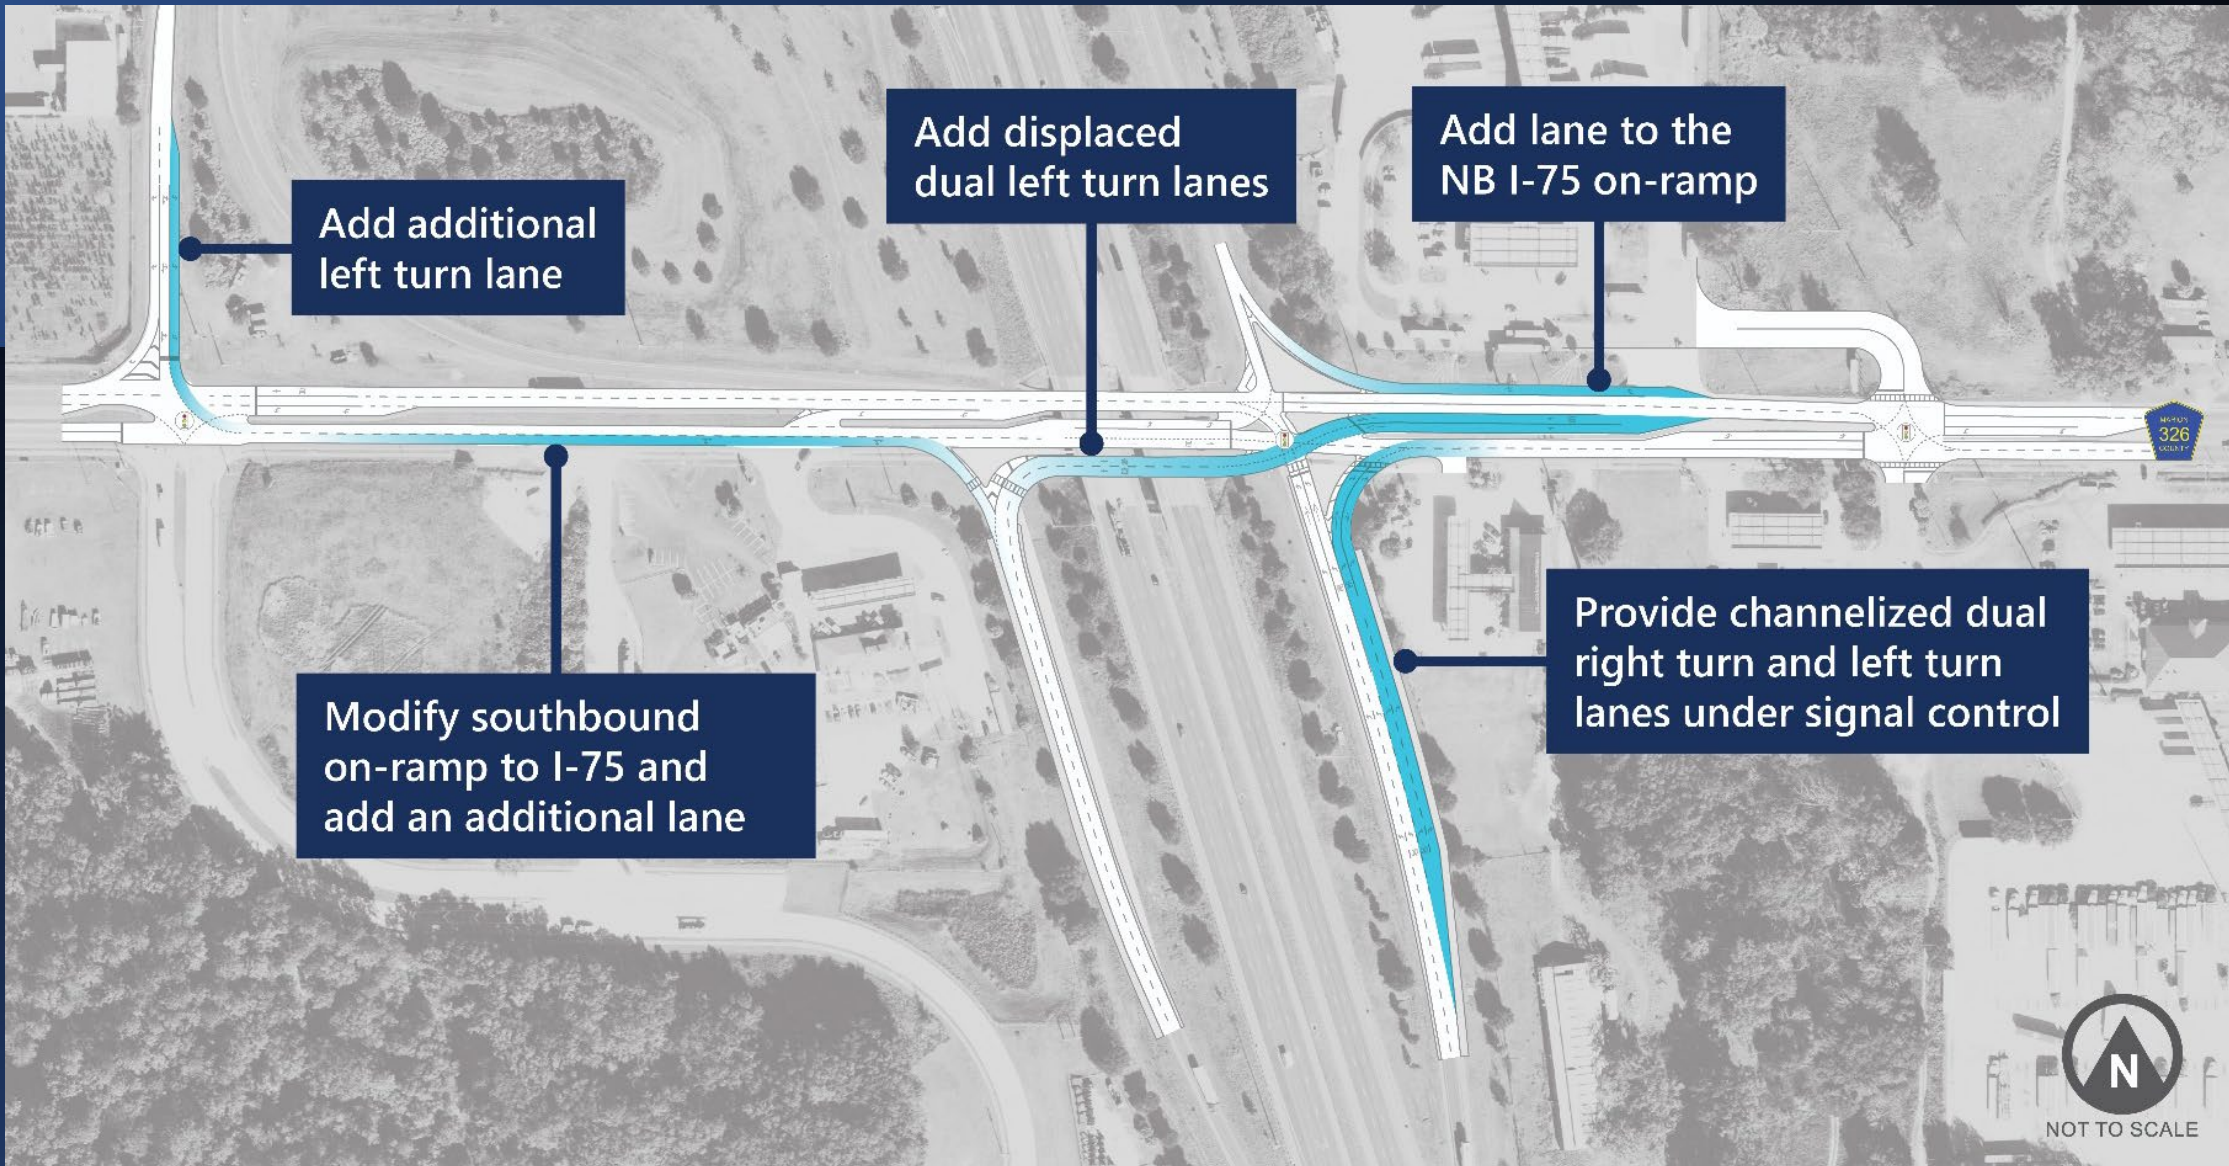 Add displaced
dual left turn lanes
Add lane to the
NB I-75 on-ramp
Add additional
left turn lane
MARION
326
COUNTY
Provide channelized dual
right turn and left turn
lanes under signal control
Modify southbound
on-ramp to I-75 and
add an additional lane
N
NOT TO SCALE